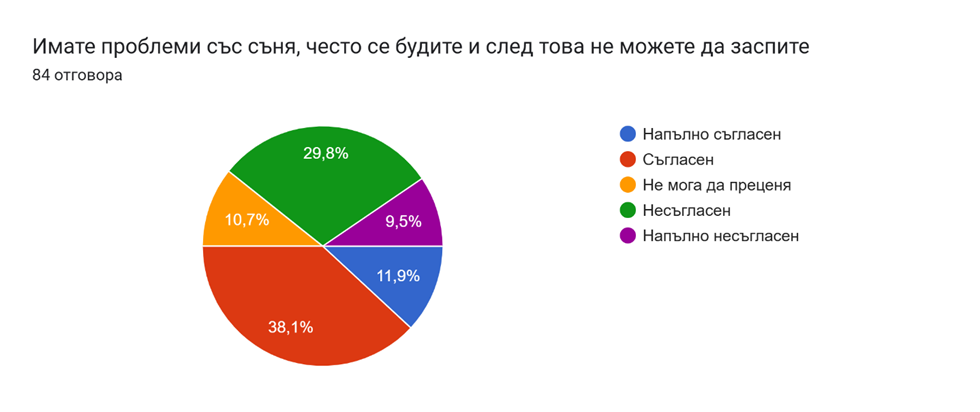 Имате проблеми със съня, често се будите и след това не можете да заспите
84 отговора
29,8%
10,7%
9,5%
11,9%
38,1%
Напълно съгласен
Съгласен
Не мога да преценя
Несъгласен
Напълно несъгласен